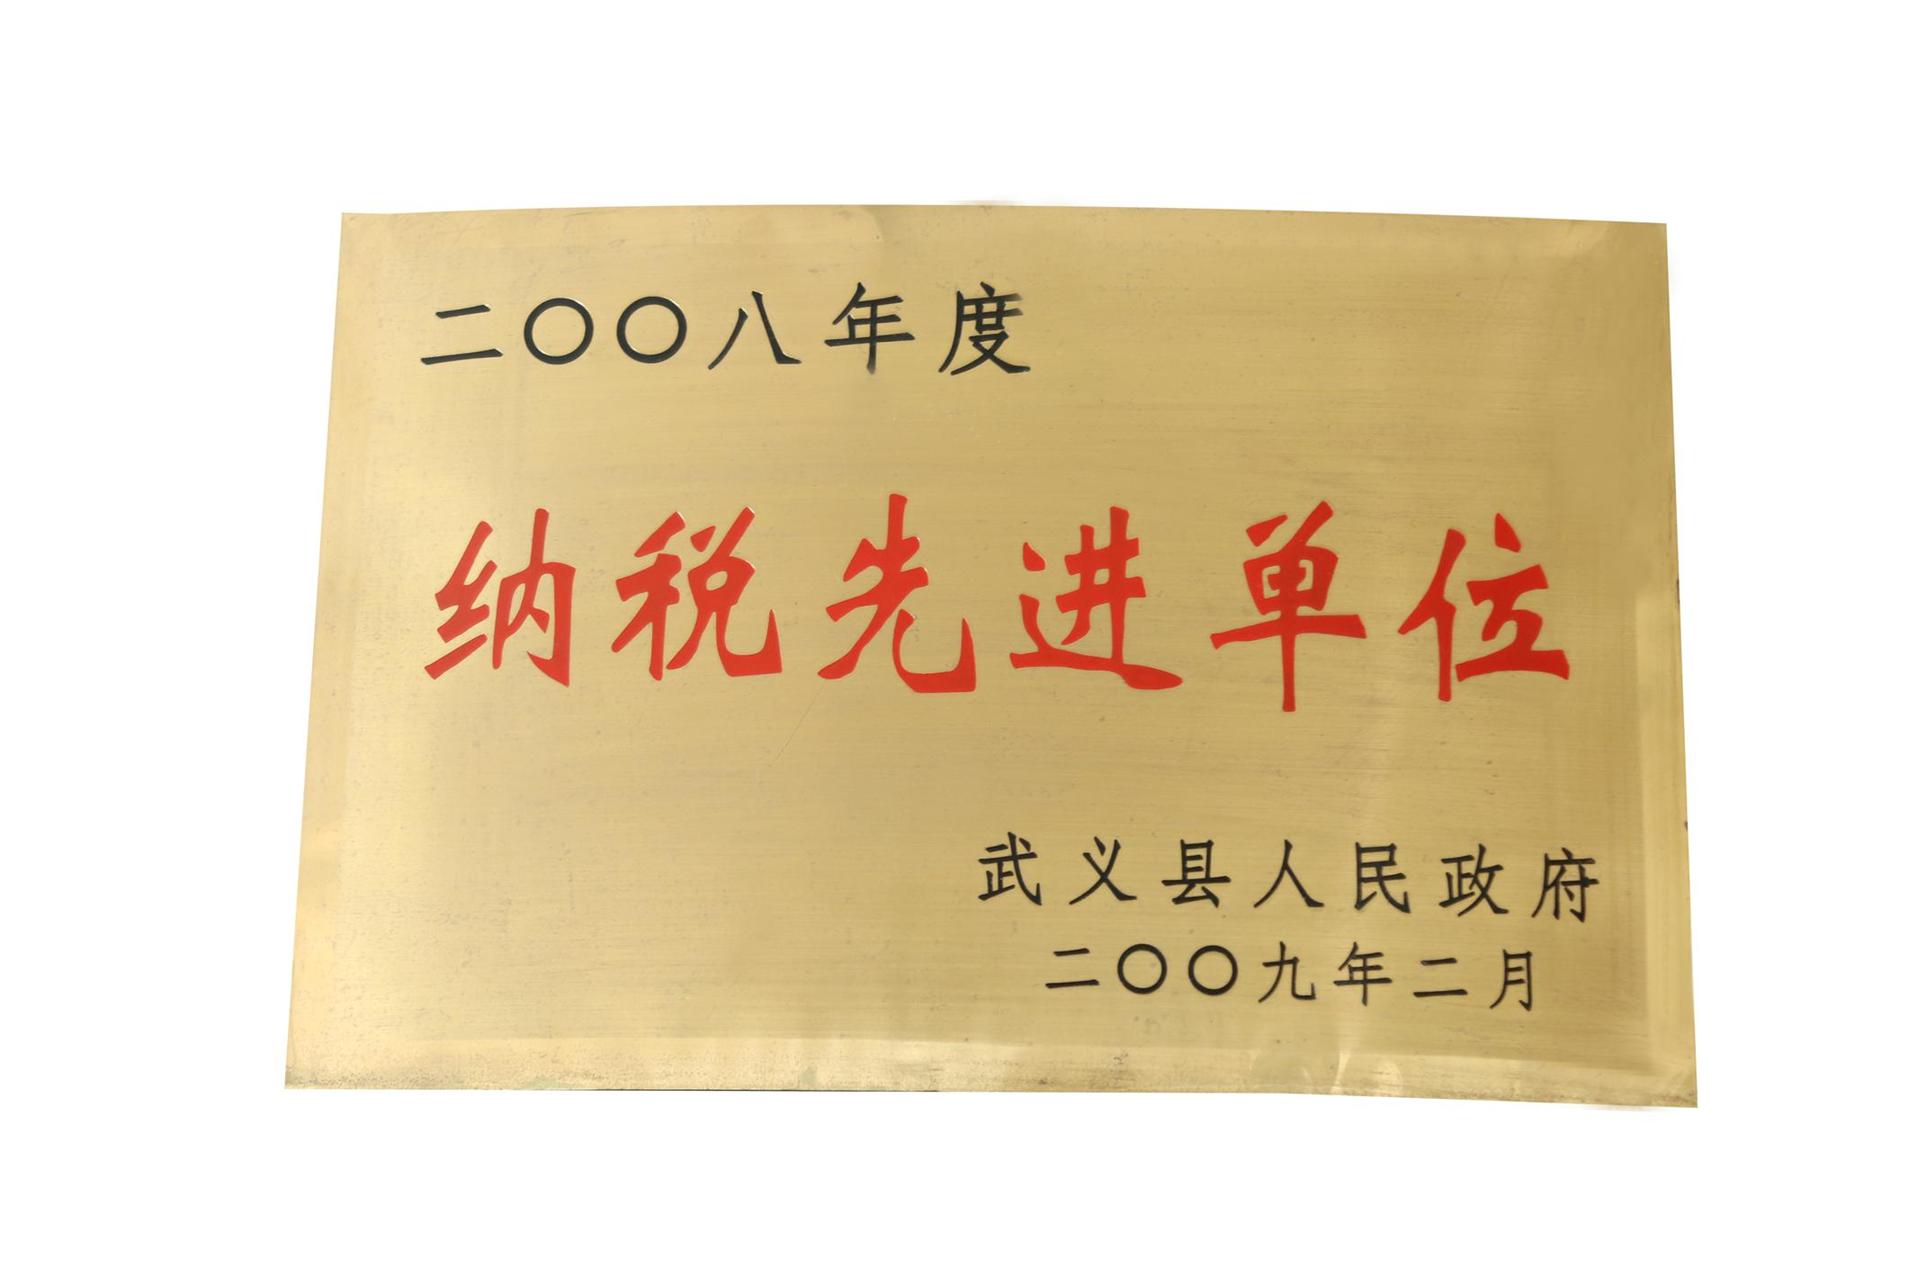 二〇〇八年度
纳税先进单位
武义县人民政府
二〇〇九年二月